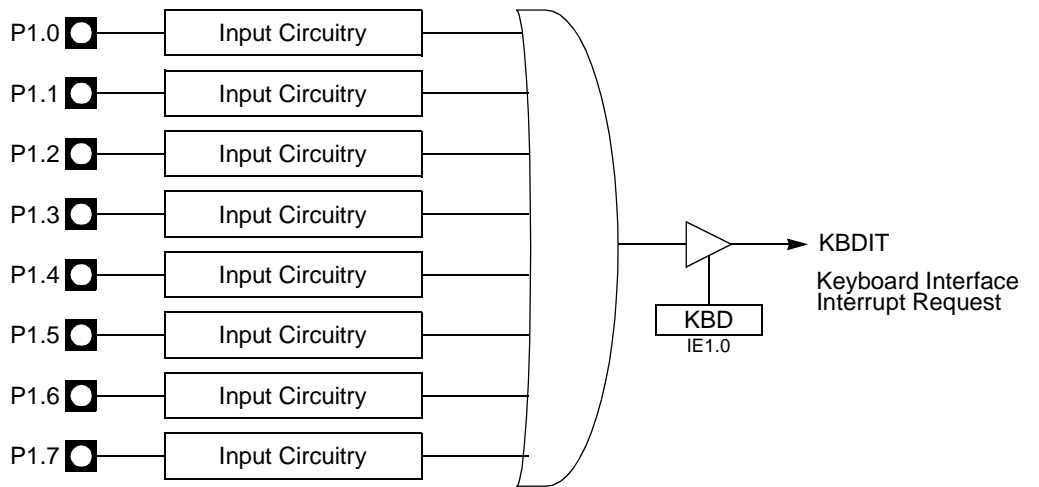 P1.0 Input Circuitry
P1.1 Input Circuitry
P1.2 Input Circuitry
P1.3 Input Circuitry
P1.4 Input Circuitry
P1.5 Input Circuitry
P1.6 Input Circuitry
P1.7 Input Circuitry
KBDIT
Keyboard Interface
Interrupt Request
KBD
IE1.0